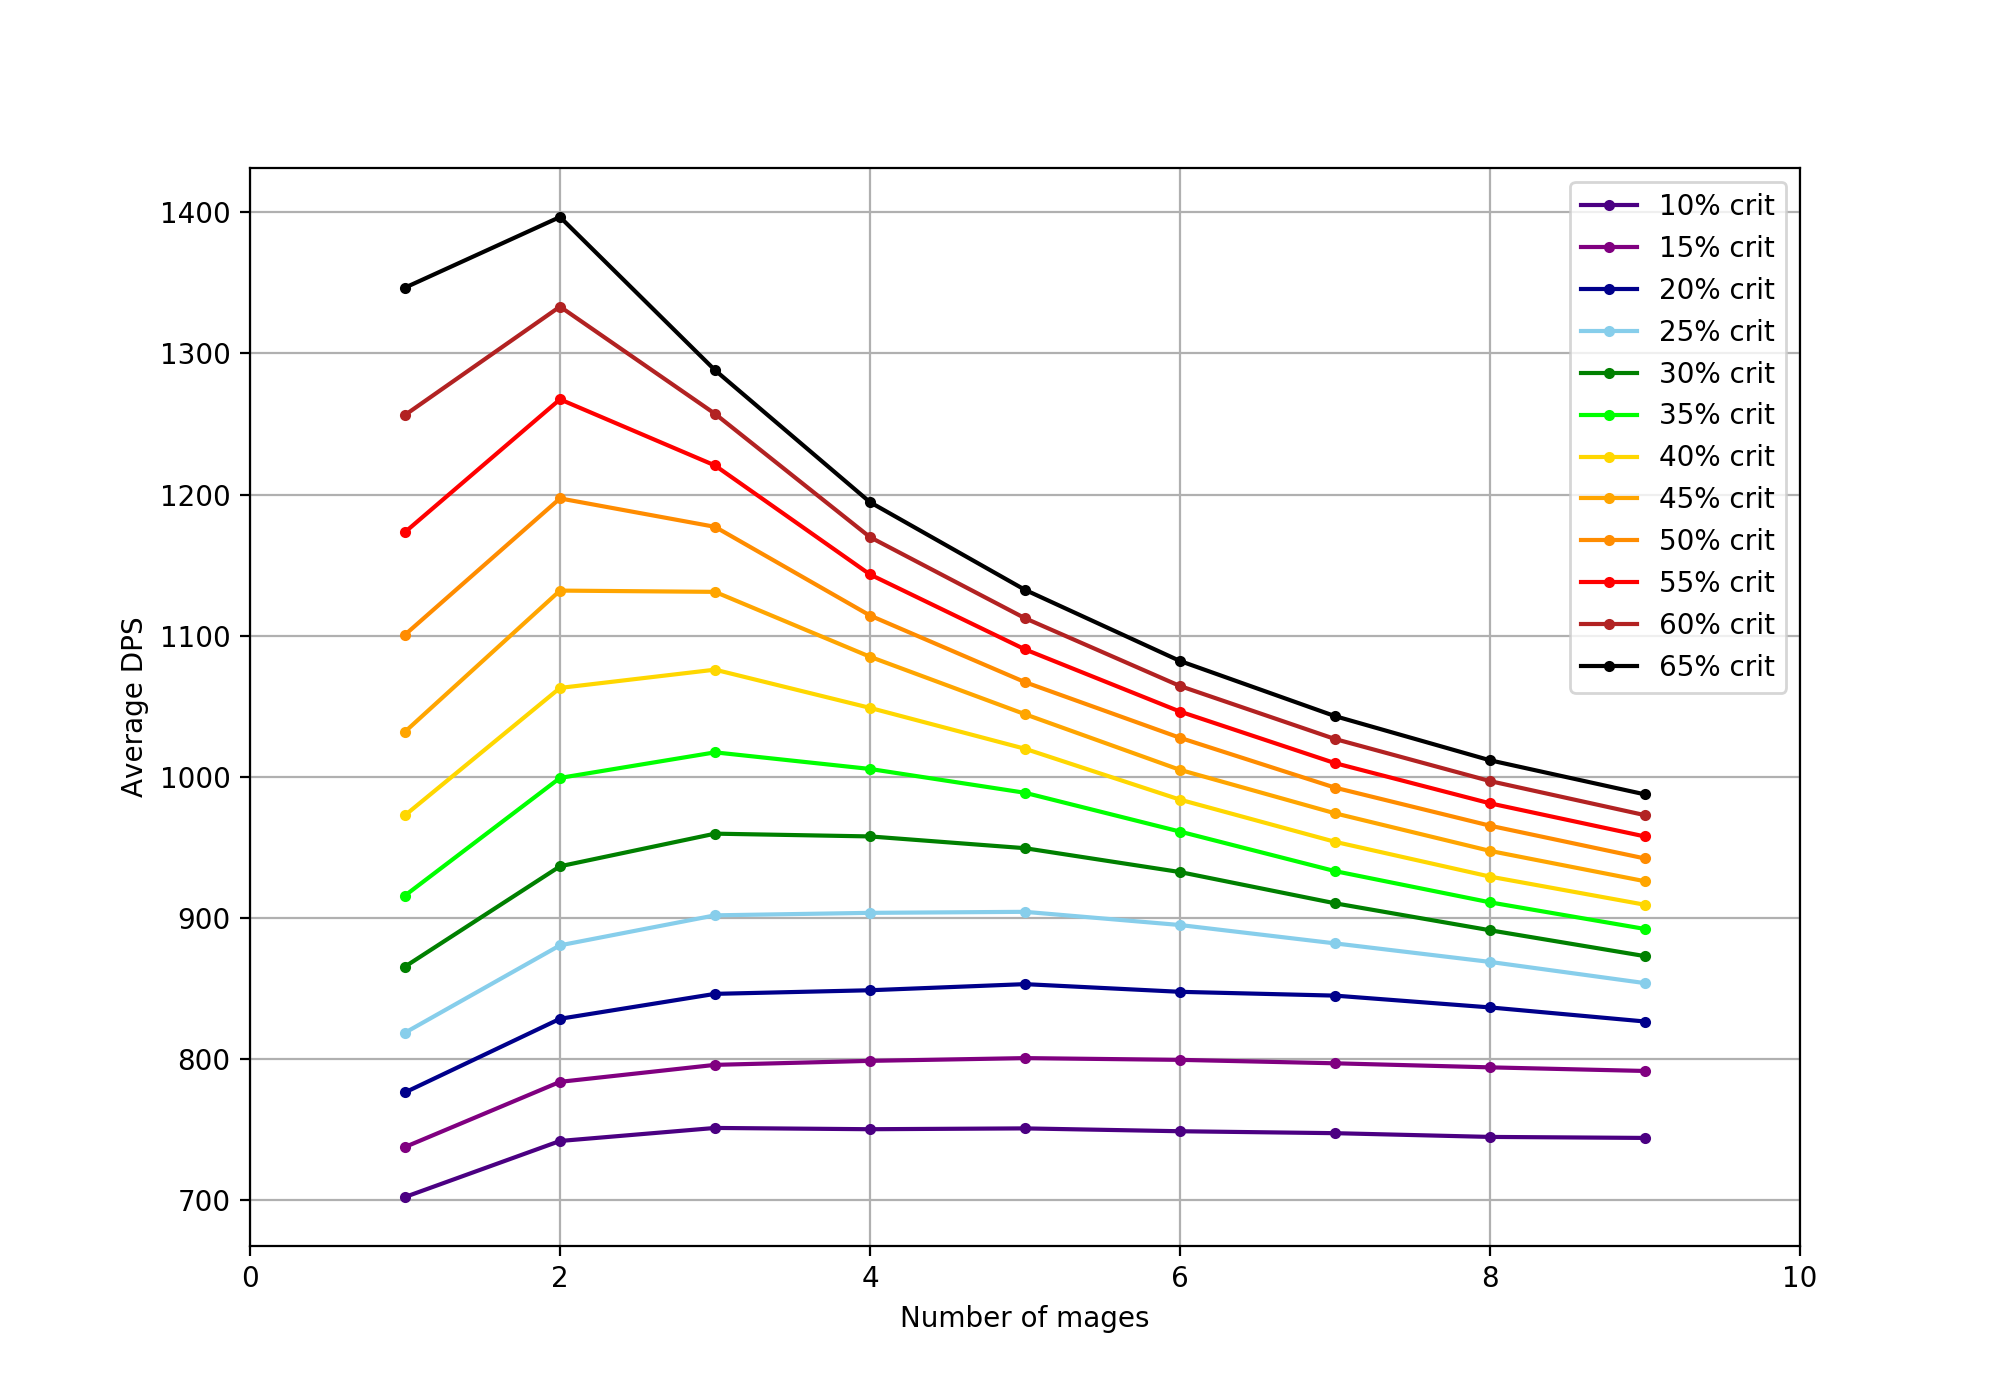 1400
1300
1200
1100
1000
900
800
700
Average DPS
0 2 4 6 8 10
Number of mages
10% crit
15% crit
20% crit
25% crit
30% crit
35% crit
40% crit
45% crit
50% crit
55% crit
60% crit
65% crit